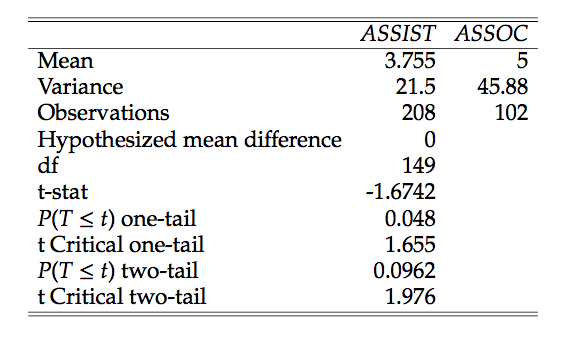 ASSIST ASSOC
Mean 3.755 5
Variance 21.5 45.88
Observations 208 102
Hypothesized mean difference 0
df 149
t-stat -1.6742
P(T ≤ t) one-tail 0.048
t Critical one-tail 1.655
P(T ≤ t) two-tail 0.0962
t Critical two-tail 1.976